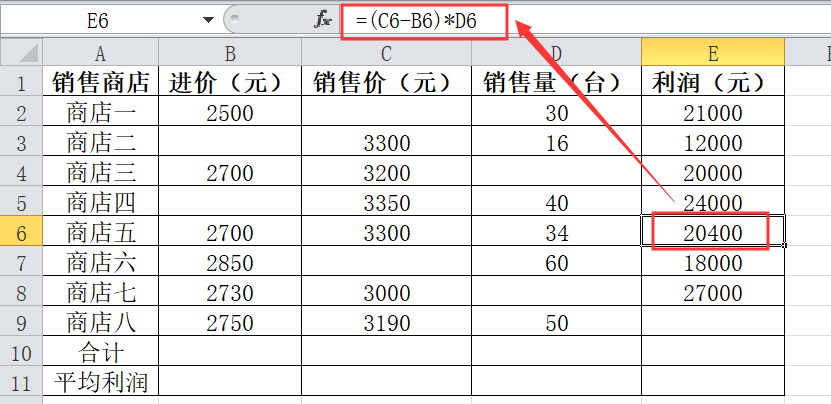 E6 fx =(C6-B6)*D6
A B C D E
1 销售商店 进价（元） 销售价（元） 销售量（台） 利润（元）
2 商店一 2500 30 21000
3 商店二 3300 16 12000
4 商店三 2700 3200 20000
5 商店四 3350 40 24000
6 商店五 2700 3300 34 20400
7 商店六 2850 60 18000
8 商店七 2730 3000 27000
9 商店八 2750 3190 50
10 合计
11 平均利润